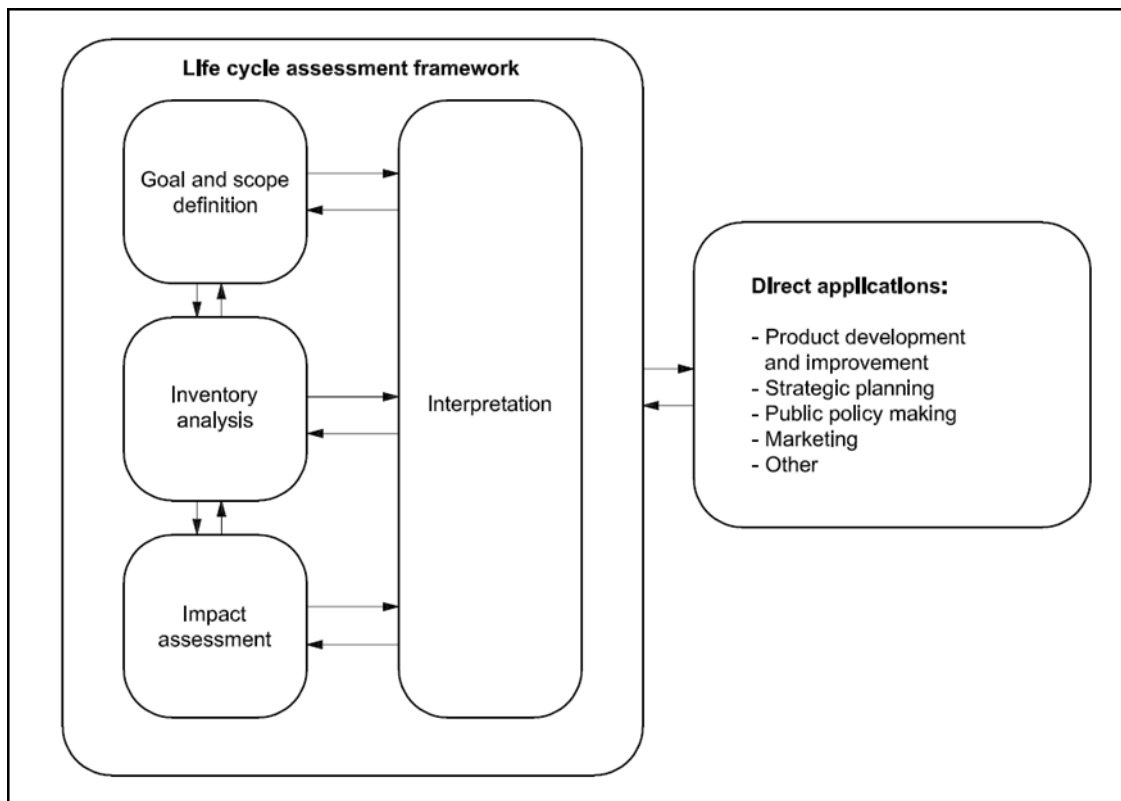 Life cycle assessment framework
Goal and scope
definition
Inventory
analysis
Impact
assessment
Interpretation
Direct applications:
- Product development
and improvement
- Strategic planning
- Public policy making
- Marketing
- Other